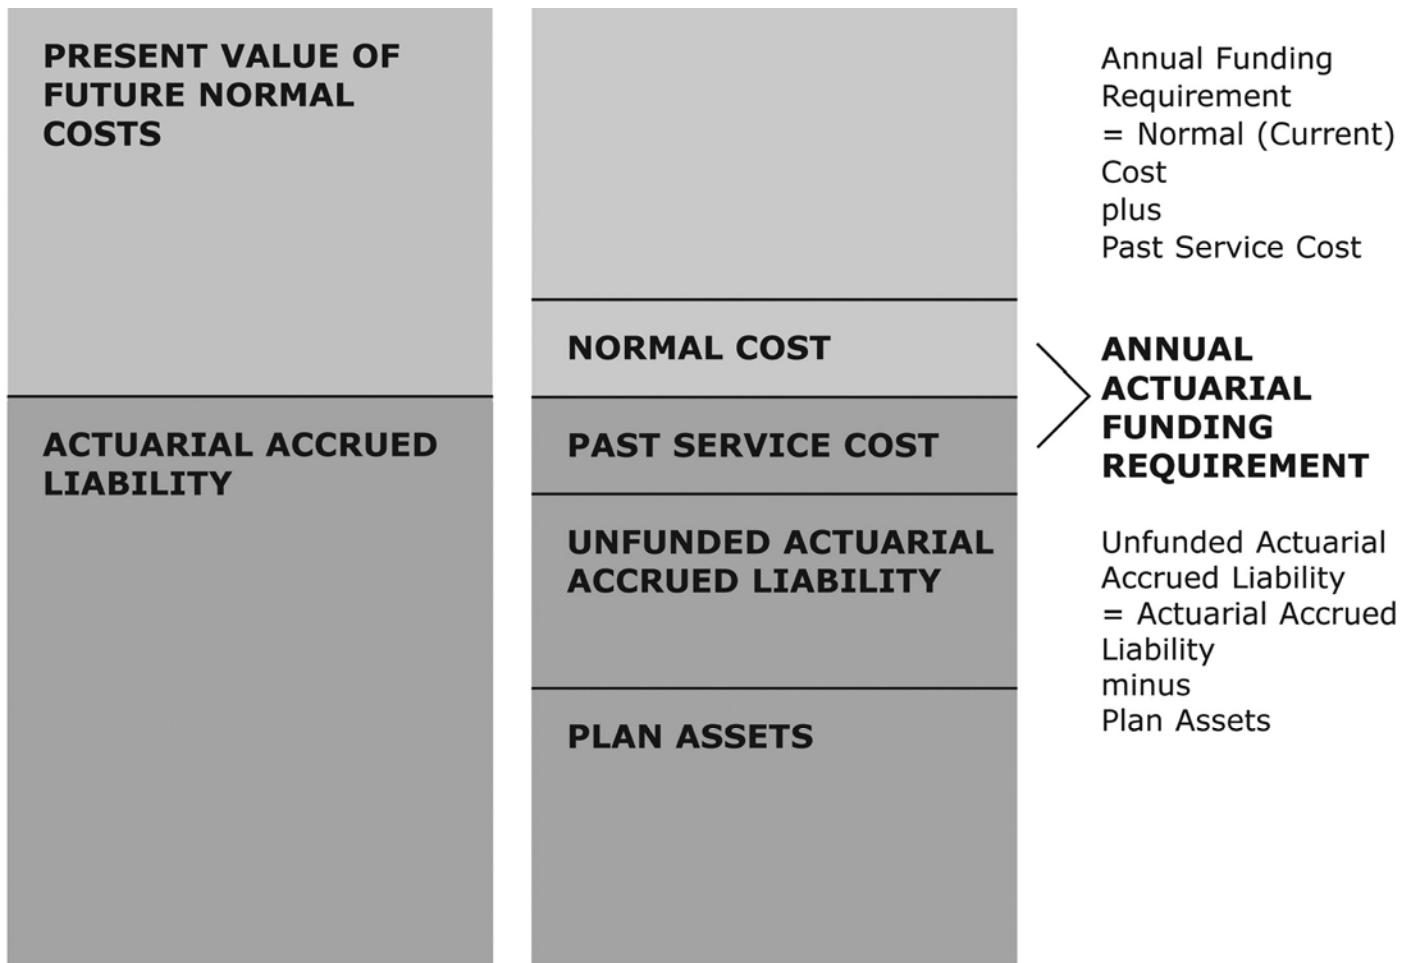 PRESENT VALUE OF
FUTURE NORMAL
COSTS
ACTUARIAL ACCRUED
LIABILITY
NORMAL COST
PAST SERVICE COST
UNFUNDED ACTUARIAL
ACCRUED LIABILITY
PLAN ASSETS
Annual Funding
Requirement
= Normal (Current)
Cost
plus
Past Service Cost
ANNUAL
ACTUARIAL
FUNDING
REQUIREMENT
Unfunded Actuarial
Accrued Liability
= Actuarial Accrued
Liability
minus
Plan Assets